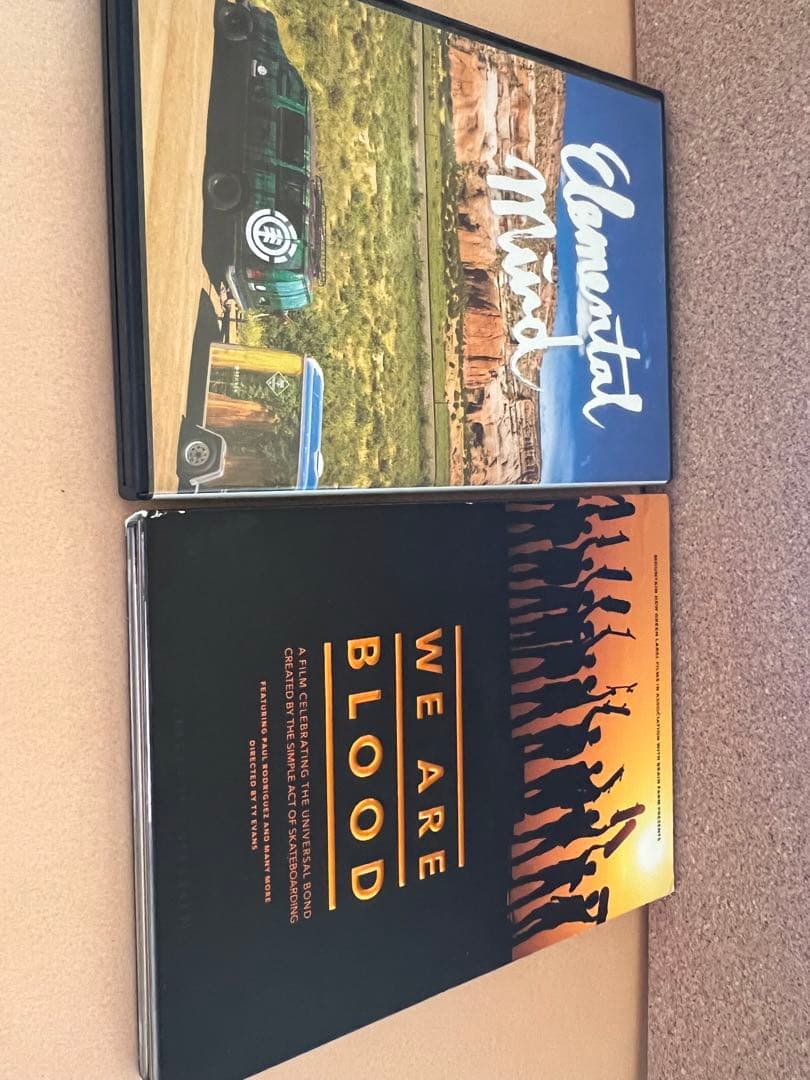 Elemental
Mind
MOUNTAIN DEW GREEN LABEL FILMS IN ASSOCIATION WITH BRAIN FARM PRESENTS
WE ARE
BLOOD
A FILM CELEBRATING THE UNIVERSAL BOND
CREATED BY THE SIMPLE ACT OF SKATEBOARDING
FEATURING PAUL RODRIGUEZ AND MANY MORE
DIRECTED BY TY EVANS